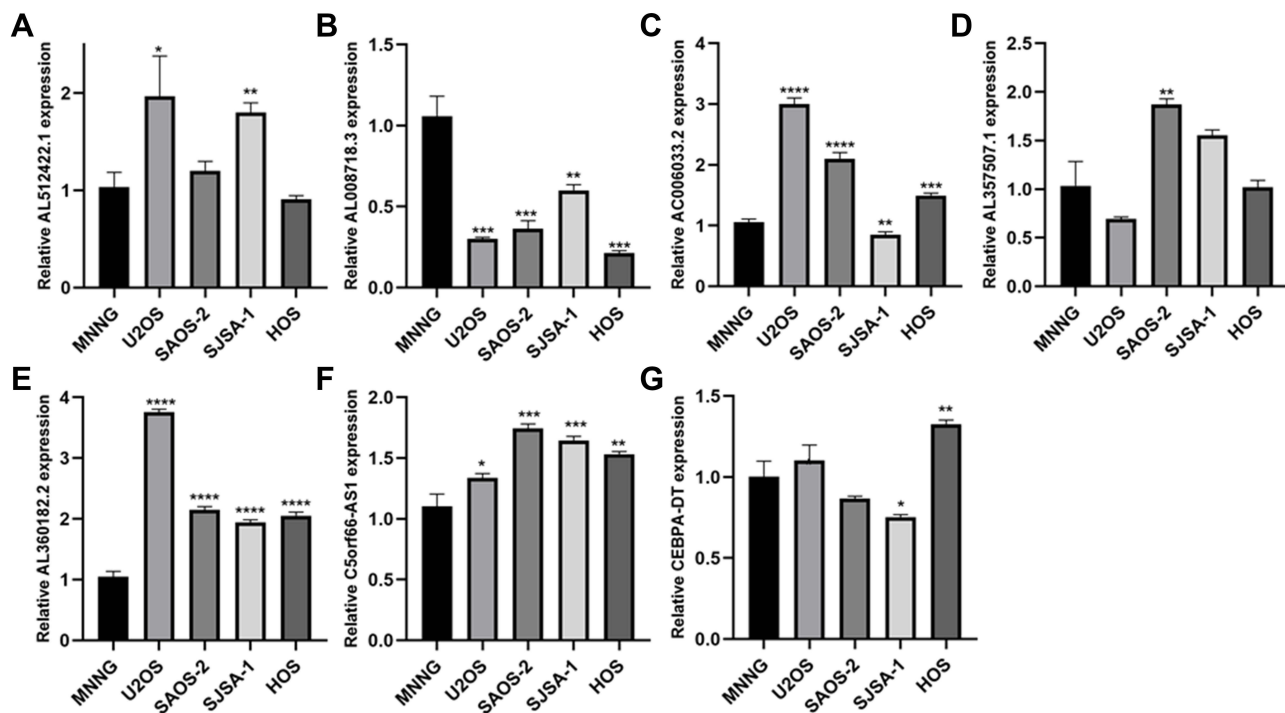 A
Relative AL512422.1 expression
2
1
0
*
**
MNNG
U2OS
SAOS-2
SJSA-1
HOS
B
Relative AL008718.3 expression
1.5
1.0
0.5
0.0
***
***
**
***
MNNG
U2OS
SAOS-2
SJSA-1
HOS
C
Relative AC006033.2 expression
4
3
2
1
0
****
****
**
***
MNNG
U2OS
SAOS-2
SJSA-1
HOS
D
Relative AL357507.1 expression
2.5
2.0
1.5
1.0
0.5
0.0
**
MNNG
U2OS
SAOS-2
SJSA-1
HOS
E
Relative AL360182.2 expression
4
3
2
1
0
****
****
****
****
MNNG
U2OS
SAOS-2
SJSA-1
HOS
F
Relative C5orf66-AS1 expression
2.0
1.5
1.0
0.5
0.0
*
***
***
**
MNNG
U2OS
SAOS-2
SJSA-1
HOS
G
Relative CEBPA-DT expression
1.5
1.0
0.5
0.0
*
**
MNNG
U2OS
SAOS-2
SJSA-1
HOS